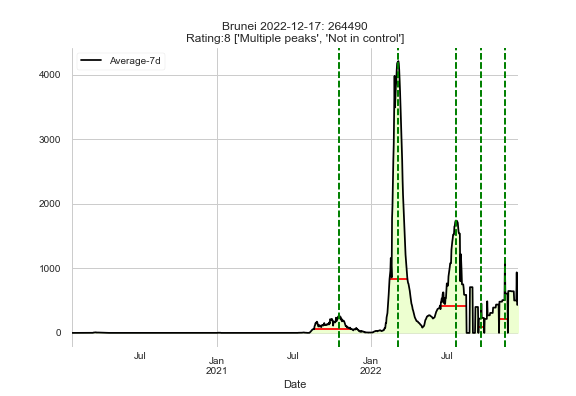 Brunei 2022-12-17: 264490
Rating:8 ['Multiple peaks', 'Not in control']
Average-7d
4000
3000
2000
1000
0
Jul
Jan
2021
Jul
Jan
2022
Jul
Date